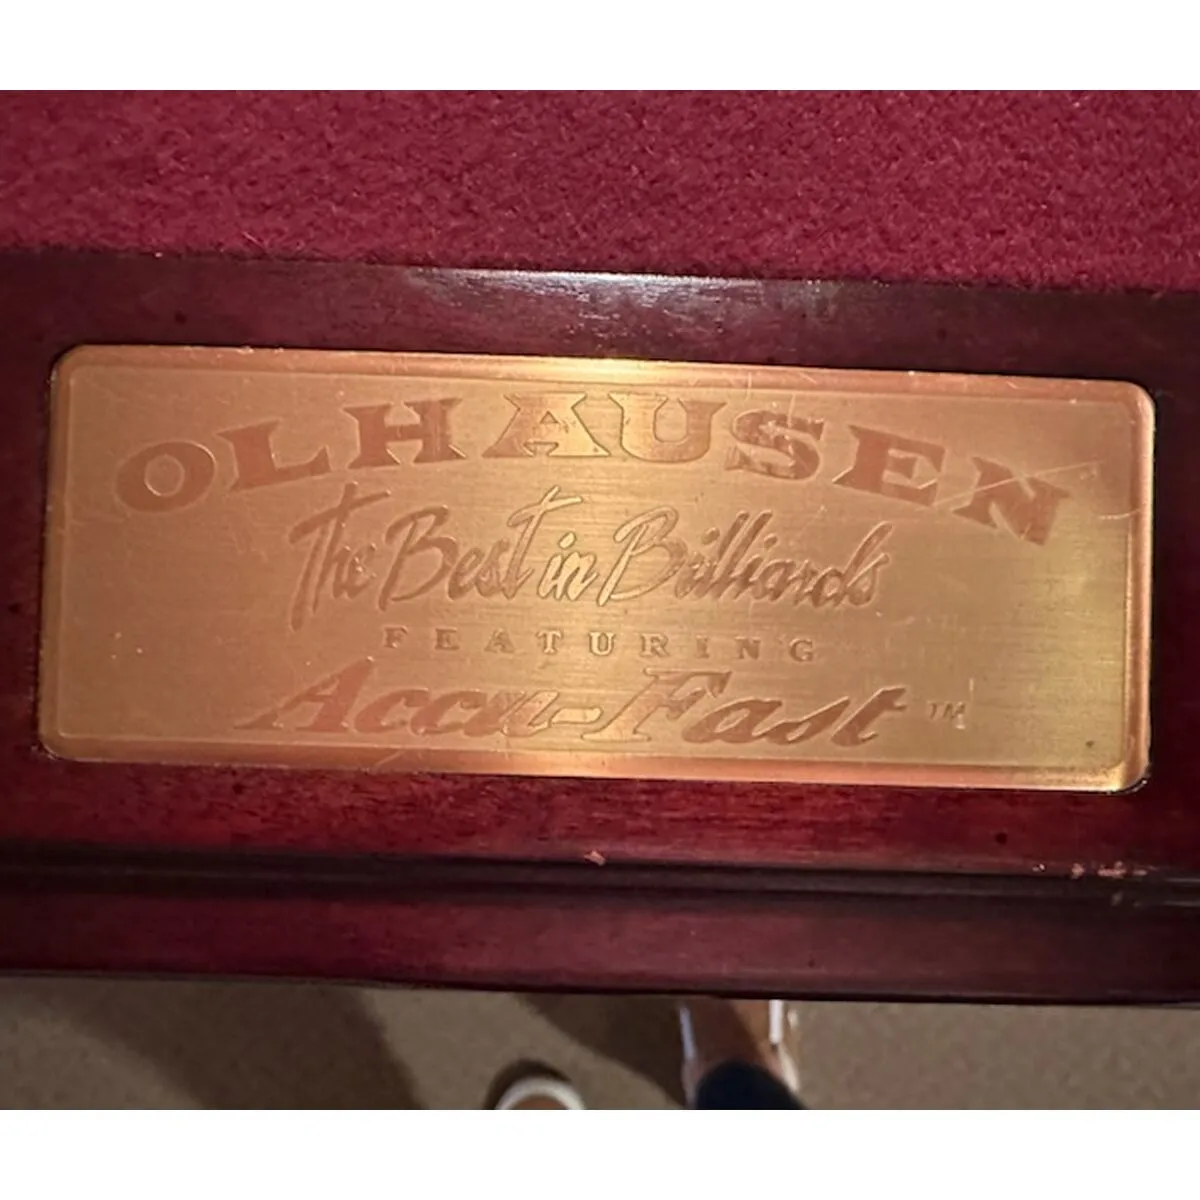 OLHAUSEN
The Best in Billiards
FEATURING
Accu-Fast™